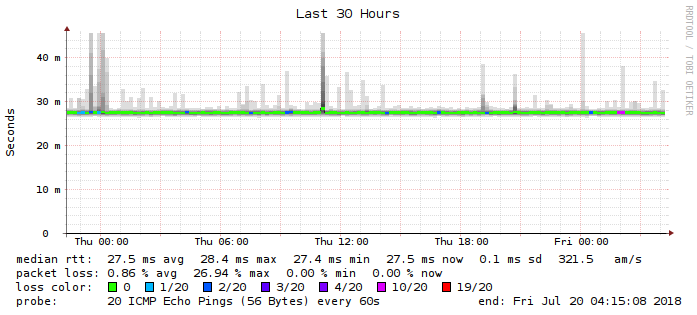 Last 30 Hours
RRDTOOL / TOBI OETIKER
Seconds
40 m
30 m
20 m
10 m
0
Thu 00:00 Thu 06:00 Thu 12:00 Thu 18:00 Fri 00:00
median rtt: 27.5 ms avg 28.4 ms max 27.4 ms min 27.5 ms now 0.1 ms sd 321.5 am/s
packet loss: 0.86 % avg 26.94 % max 0.00 % min 0.00 % now
loss color: 0 1/20 2/20 3/20 4/20 10/20 19/20
probe: 20 ICMP Echo Pings (56 Bytes) every 60s end: Fri Jul 20 04:15:08 2018